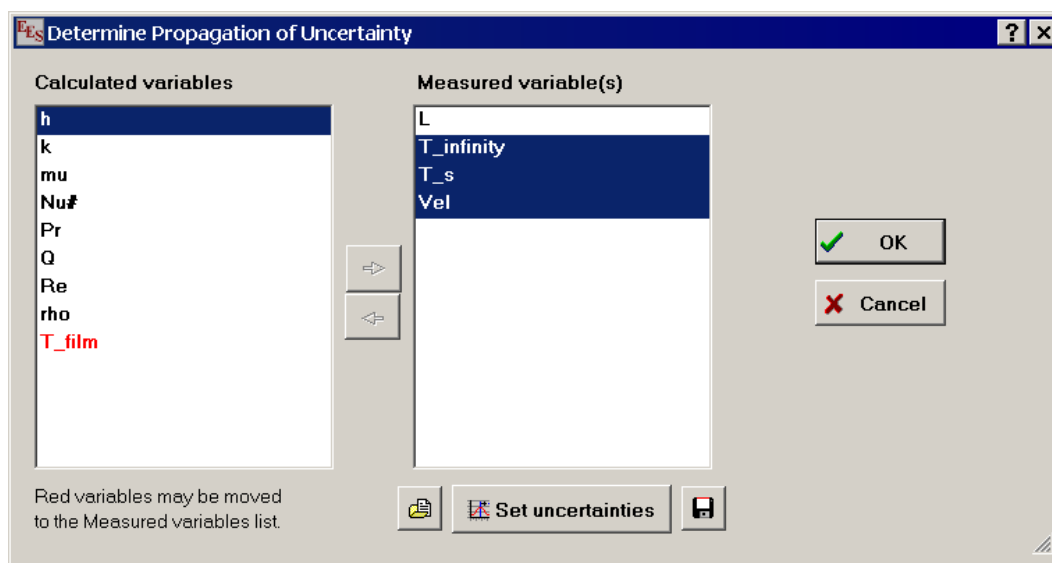 EES Determine Propagation of Uncertainty
Calculated variables
h
k
mu
Nu#
Pr
Q
Re
rho
T_film
Measured variable(s)
L
T_infinity
T_s
Vel
OK
Cancel
Red variables may be moved
to the Measured variables list.
Set uncertainties